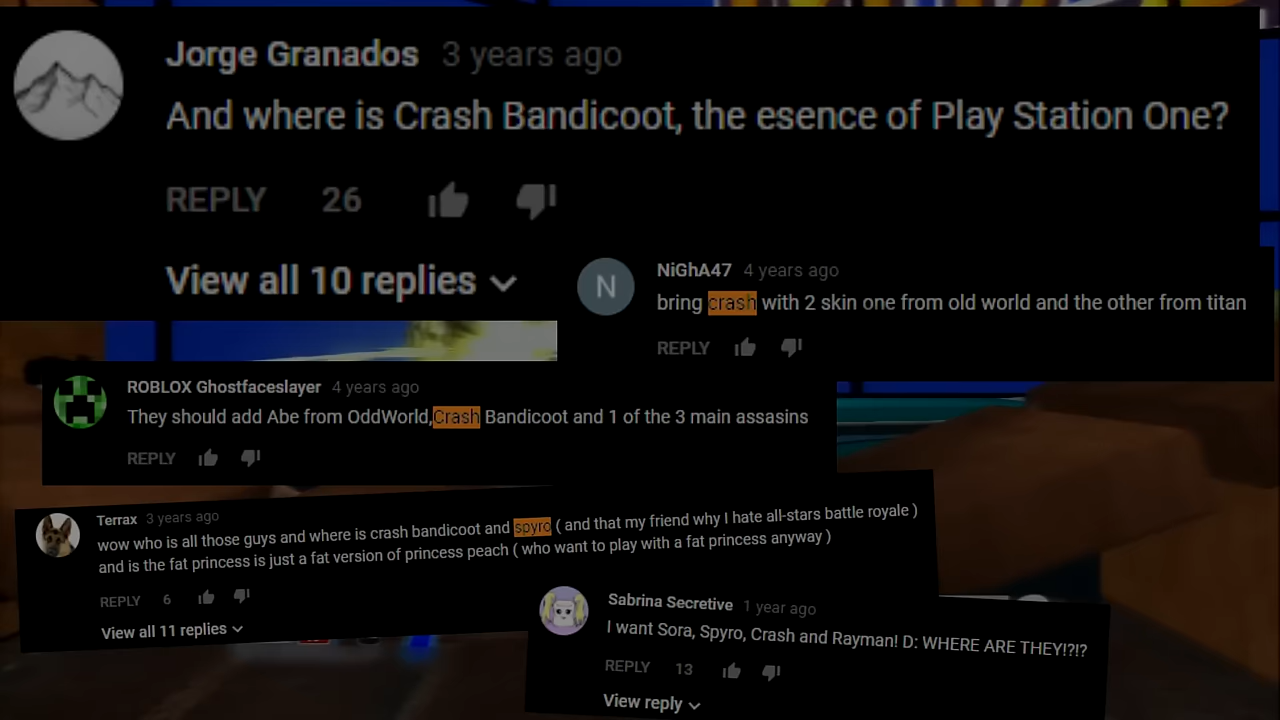 Jorge Granados 3 years ago
And where is Crash Bandicoot, the esence of Play Station One?
REPLY 26
View all 10 replies
N
NiGhA47 4 years ago
bring crash with 2 skin one from old world and the other from titan
REPLY
ROBLOX Ghostfaceslayer 4 years ago
They should add Abe from OddWorld,Crash Bandicoot and 1 of the 3 main assasins
REPLY
Terrax 3 years ago
wow who is all those guys and where is crash bandicoot and spyro ( and that my friend why I hate all-stars battle royale )
and is the fat princess is just a fat version of princess peach ( who want to play with a fat princess anyway )
REPLY 6
View all 11 replies
Sabrina Secretive 1 year ago
I want Sora, Spyro, Crash and Rayman! D: WHERE ARE THEY!?!?
REPLY 13
View reply